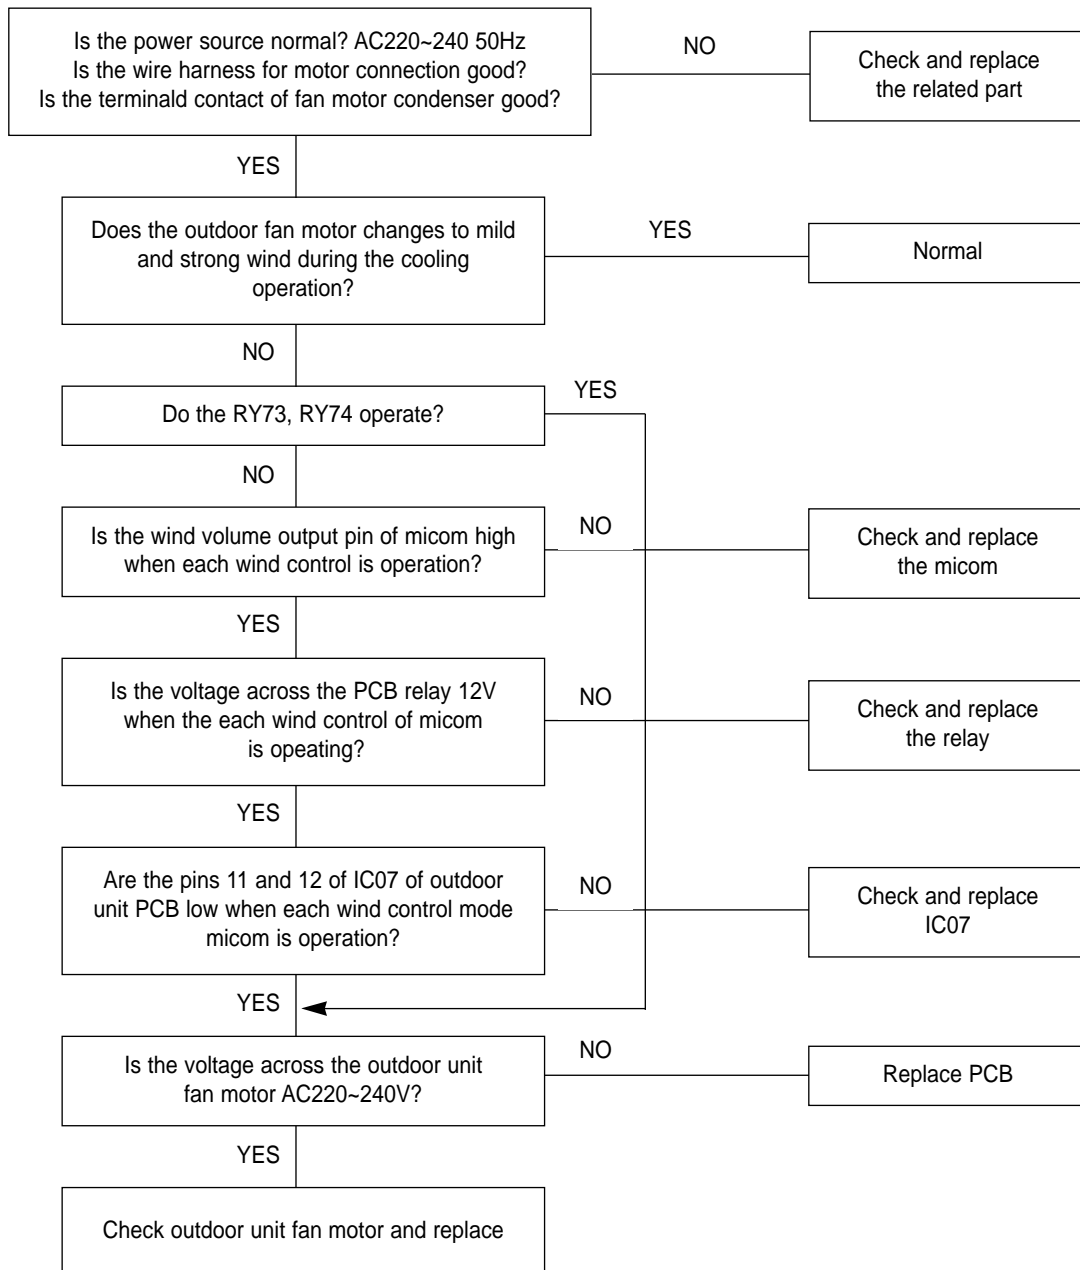 Is the power source normal? AC220~240 50Hz
Is the wire harness for motor connection good?
Is the terminald contact of fan motor condenser good?
NO
Check and replace
the related part
YES
Does the outdoor fan motor changes to mild
and strong wind during the cooling
operation?
YES
Normal
NO
Do the RY73, RY74 operate?
YES
NO
Is the wind volume output pin of micom high
when each wind control is operation?
NO
Check and replace
the micom
YES
Is the voltage across the PCB relay 12V
when the each wind control of micom
is opeating?
NO
Check and replace
the relay
YES
Are the pins 11 and 12 of IC07 of outdoor
unit PCB low when each wind control mode
micom is operation?
NO
Check and replace
IC07
YES
Is the voltage across the outdoor unit
fan motor AC220~240V?
NO
Replace PCB
YES
Check outdoor unit fan motor and replace